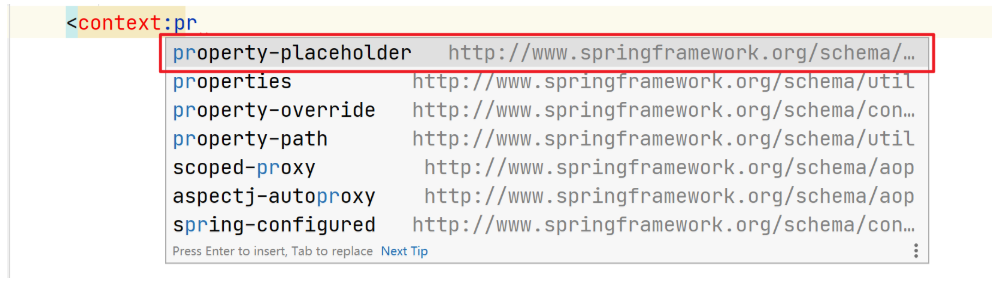 <context:pr
property-placeholder http://www.springframework.org/schema/…
properties http://www.springframework.org/schema/util
property-override http://www.springframework.org/schema/con…
property-path http://www.springframework.org/schema/util
scoped-proxy http://www.springframework.org/schema/aop
aspectj-autoproxy http://www.springframework.org/schema/aop
spring-configured http://www.springframework.org/schema/con…
Press Enter to insert, Tab to replace Next Tip